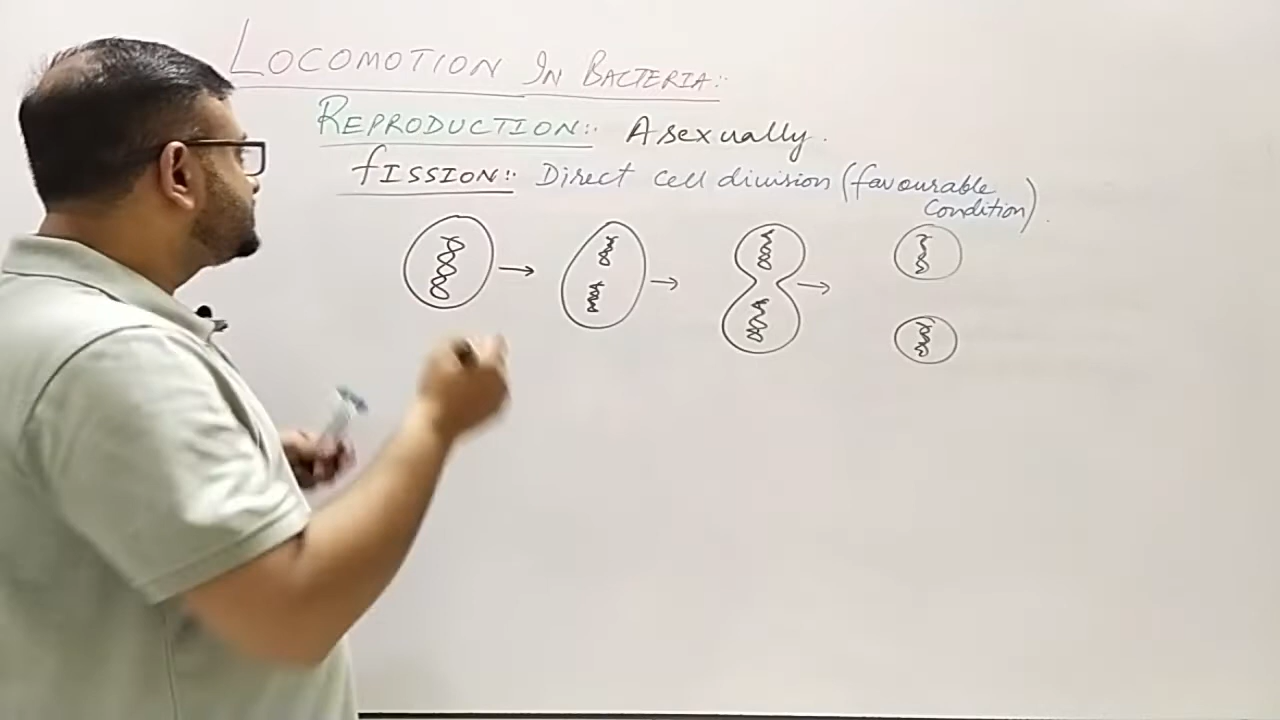 LOCOMOTION IN BACTERIA:-
REPRODUCTION:- Asexually.
fISSION:- Direct cell division (favourable
condition).